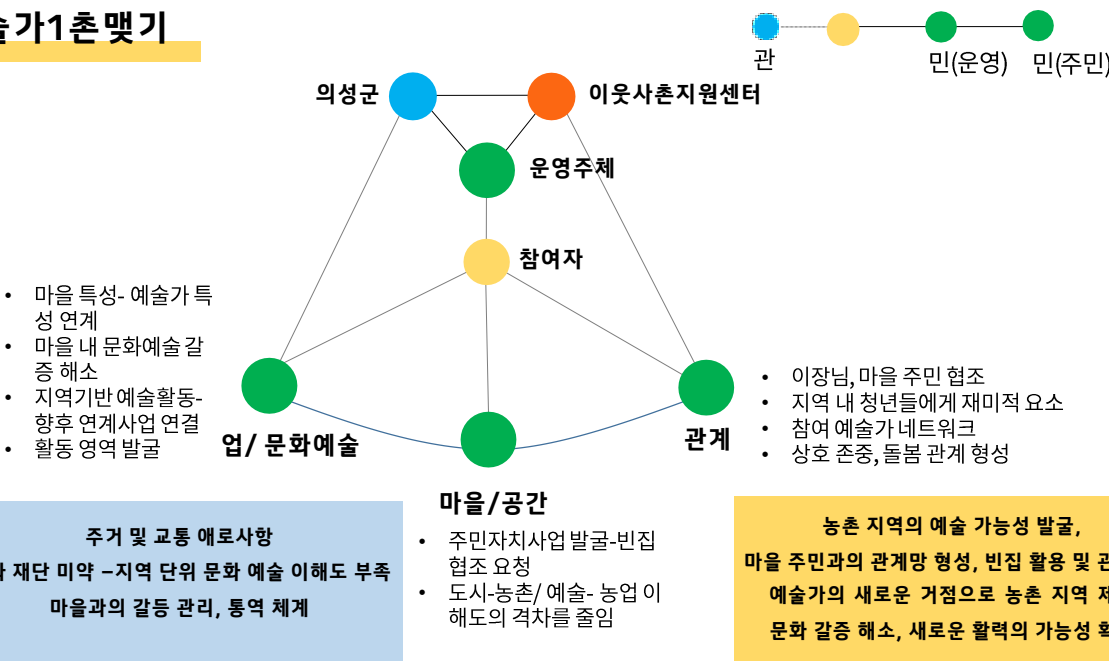 가1촌맺기
관
민(운영) 민(주민)
의성군
이웃사촌지원센터
운영주체
참여자
• 마을 특성- 예술가 특
성 연계
• 마을 내 문화예술 갈
증 해소
• 지역기반 예술활동-
향후 연계사업 연결
• 활동 영역 발굴
업/ 문화예술
관계
• 이장님, 마을 주민 협조
• 지역 내 청년들에게 재미적 요소
• 참여 예술가 네트워크
• 상호 존중, 돌봄 관계 형성
마을/공간
• 주민자치사업 발굴-빈집
협조 요청
• 도시-농촌/ 예술- 농업 이
해도의 격차를 줄임
주거 및 교통 애로사항
재단 미약 –지역 단위 문화 예술 이해도 부족
마을과의 갈등 관리, 통역 체계
농촌 지역의 예술 가능성 발굴,
마을 주민과의 관계망 형성, 빈집 활용 및
예술가의 새로운 거점으로 농촌 지역
문화 갈증 해소, 새로운 활력의 가능성